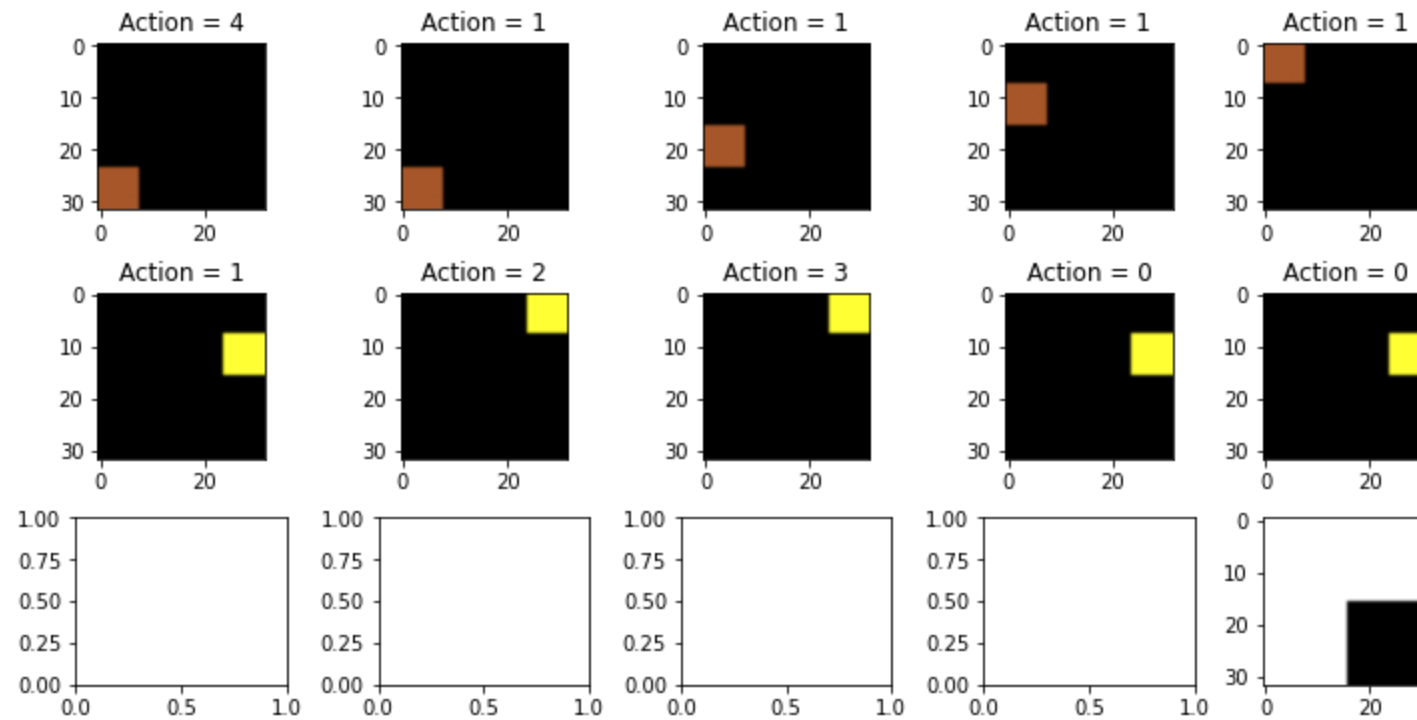 Action = 4 Action = 1 Action = 1 Action = 1 Action = 1
0 0 0 0 0
10 10 10 10 10
20 20 20 20 20
30 30 30 30 30
0 20 0 20 0 20 0 20 0 20
Action = 1 Action = 2 Action = 3 Action = 0 Action = 0
0 0 0 0 0
10 10 10 10 10
20 20 20 20 20
30 30 30 30 30
0 20 0 20 0 20 0 20 0 20
1.00 1.00 1.00 1.00 0
0.75 0.75 0.75 0.75 10
0.50 0.50 0.50 0.50
0.25 0.25 0.25 0.25 20
0.00 0.00 0.00 0.00 30
0.0 0.5 1.0 0.0 0.5 1.0 0.0 0.5 1.0 0.0 0.5 1.0 0 20